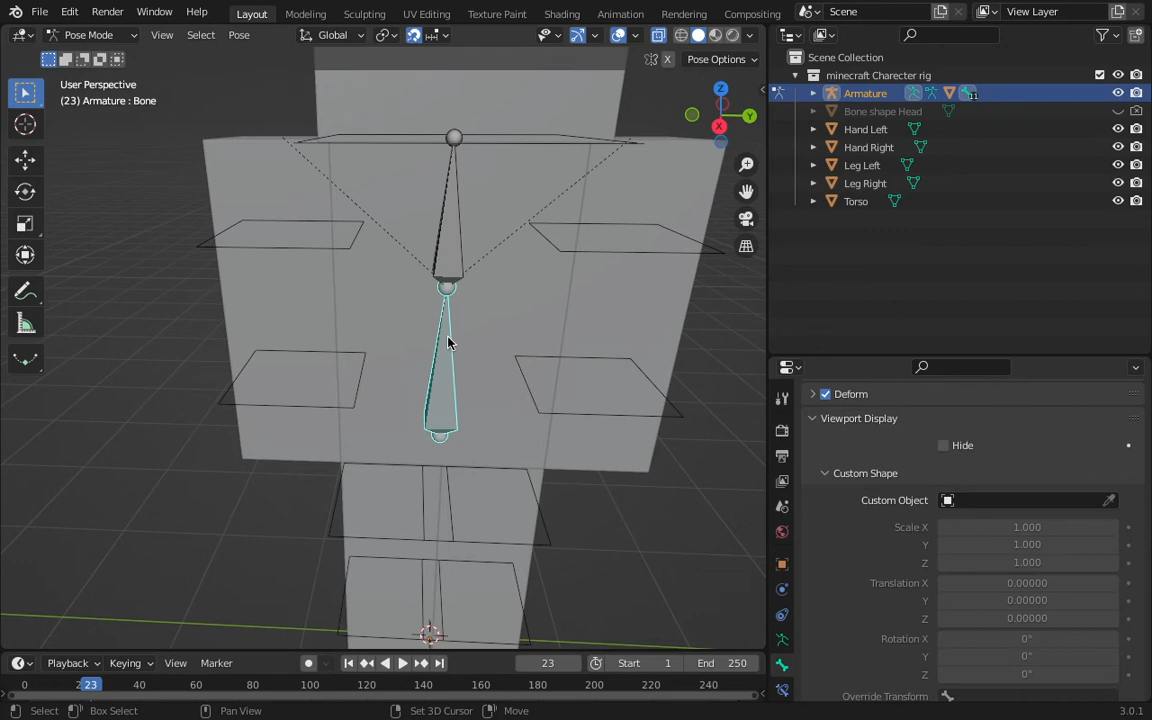 File Edit Render Window Help Layout Modeling Sculpting UV Editing Texture Paint Shading Animation Rendering Compositing Scene View Layer
Pose Mode View Select Pose Global
X Pose Options
User Perspective
(23) Armature : Bone
Z
Y
X
Scene Collection
minecraft Charecter rig
Armature 11
Bone shape Head
Hand Left
Hand Right
Leg Left
Leg Right
Torso
Deform
Viewport Display
Hide
Custom Shape
Custom Object
Scale X 1.000
Y 1.000
Z 1.000
Translation X 0.00000
Y 0.00000
Z 0.00000
Rotation X 0°
Y 0°
Z 0°
Override Transform
Playback Keying View Marker 23 Start 1 End 250
0 23 40 60 80 100 120 140 160 180 200 220 240
Select Box Select Pan View Set 3D Cursor Move 3.0.1